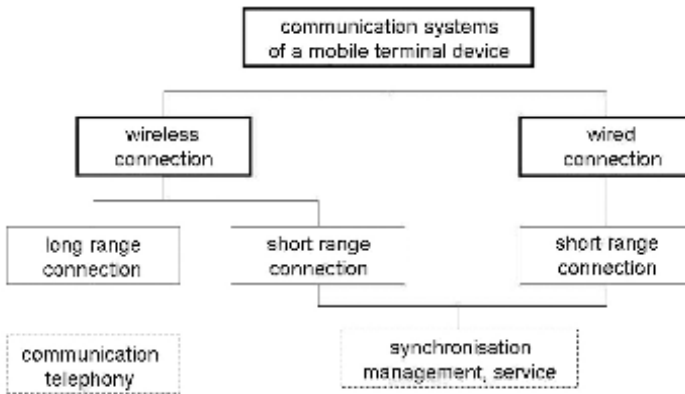 communication systems
of a mobile terminal device
wireless
connection
wired
connection
long range
connection
short range
connection
short range
connection
communication
telephony
synchronisation
management, service